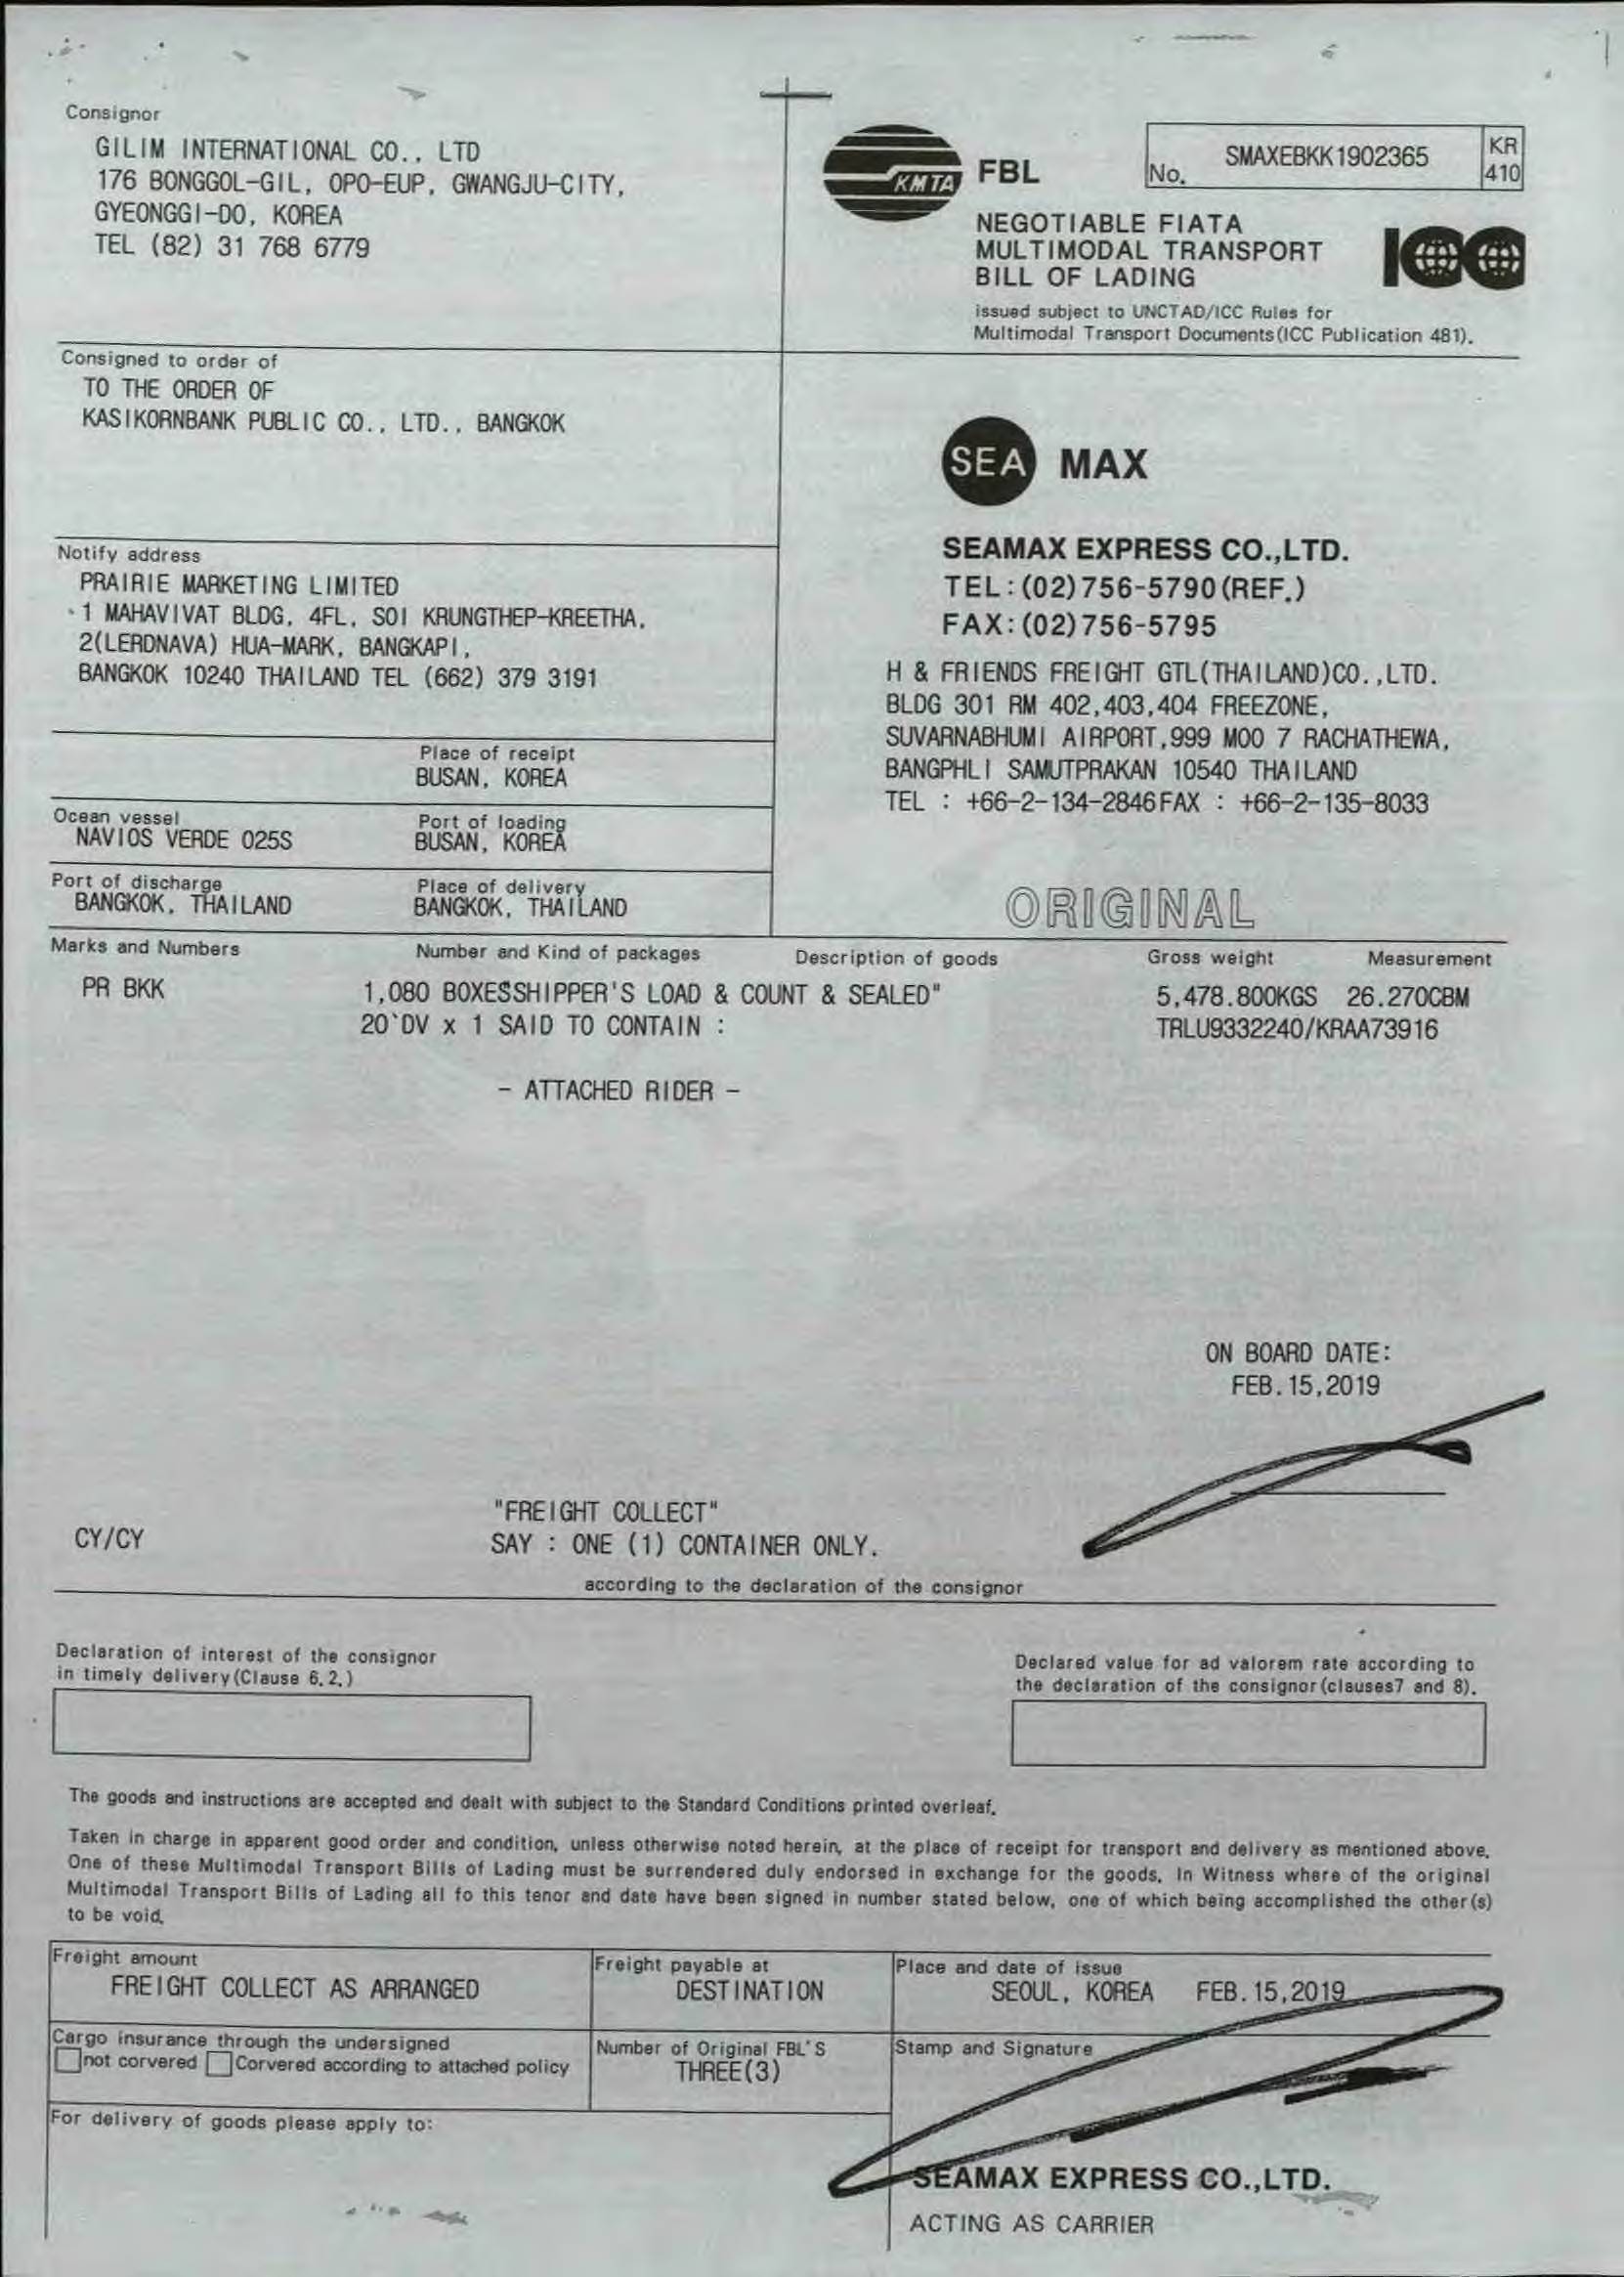 Consignor
GILIM INTERNATIONAL CO., LTD
176 BONGGOL-GIL, OPO-EUP, GWANGJU-CITY,
GYEONGGI-DO, KOREA
TEL (82) 31 768 6779
KMTA
FBL
No. SMAXEBKK1902365
KR
410
NEGOTIABLE FIATA
MULTIMODAL TRANSPORT
BILL OF LADING
ICC
issued subject to UNCTAD/ICC Rules for
Multimodal Transport Documents(ICC Publication 481).
Consigned to order of
TO THE ORDER OF
KASIKORNBANK PUBLIC CO., LTD., BANGKOK
SEA MAX
SEAMAX EXPRESS CO.,LTD.
TEL:(02)756-5790(REF.)
FAX:(02)756-5795
Notify address
PRAIRIE MARKETING LIMITED
1 MAHAVIVAT BLDG, 4FL, SOI KRUNGTHEP-KREETHA,
2(LERDNAVA) HUA-MARK, BANGKAPI,
BANGKOK 10240 THAILAND TEL (662) 379 3191
H & FRIENDS FREIGHT GTL(THAILAND)CO.,LTD.
BLDG 301 RM 402,403,404 FREEZONE,
SUVARNABHUMI AIRPORT,999 MOO 7 RACHATHEWA,
BANGPHLI SAMUTPRAKAN 10540 THAILAND
TEL : +66-2-134-2846FAX : +66-2-135-8033
Place of receipt
BUSAN, KOREA
Ocean vessel
NAVIOS VERDE 025S
Port of loading
BUSAN, KOREA
Port of discharge
BANGKOK, THAILAND
Place of delivery
BANGKOK, THAILAND
ORIGINAL
Marks and Numbers Number and Kind of packages Description of goods Gross weight Measurement
PR BKK 1,080 BOXESSHIPPER'S LOAD & COUNT & SEALED" 5,478.800KGS 26.270CBM
20`DV x 1 SAID TO CONTAIN : TRLU9332240/KRAA73916
- ATTACHED RIDER -
ON BOARD DATE:
FEB.15,2019
"FREIGHT COLLECT"
CY/CY SAY : ONE (1) CONTAINER ONLY.
according to the declaration of the consignor
Declaration of interest of the consignor
in timely delivery(Clause 6.2.)
Declared value for ad valorem rate according to
the declaration of the consignor(clauses7 and 8).
The goods and instructions are accepted and dealt with subject to the Standard Conditions printed overleaf.
Taken in charge in apparent good order and condition, unless otherwise noted herein, at the place of receipt for transport and delivery as mentioned above.
One of these Multimodal Transport Bills of Lading must be surrendered duly endorsed in exchange for the goods. In Witness where of the original
Multimodal Transport Bills of Lading all fo this tenor and date have been signed in number stated below, one of which being accomplished the other(s)
to be void.
Freight amount
FREIGHT COLLECT AS ARRANGED
Freight payable at
DESTINATION
Place and date of issue
SEOUL, KOREA FEB.15,2019
Cargo insurance through the undersigned
not corvered Corvered according to attached policy
Number of Original FBL'S
THREE(3)
Stamp and Signature
For delivery of goods please apply to:
SEAMAX EXPRESS CO.,LTD.
ACTING AS CARRIER